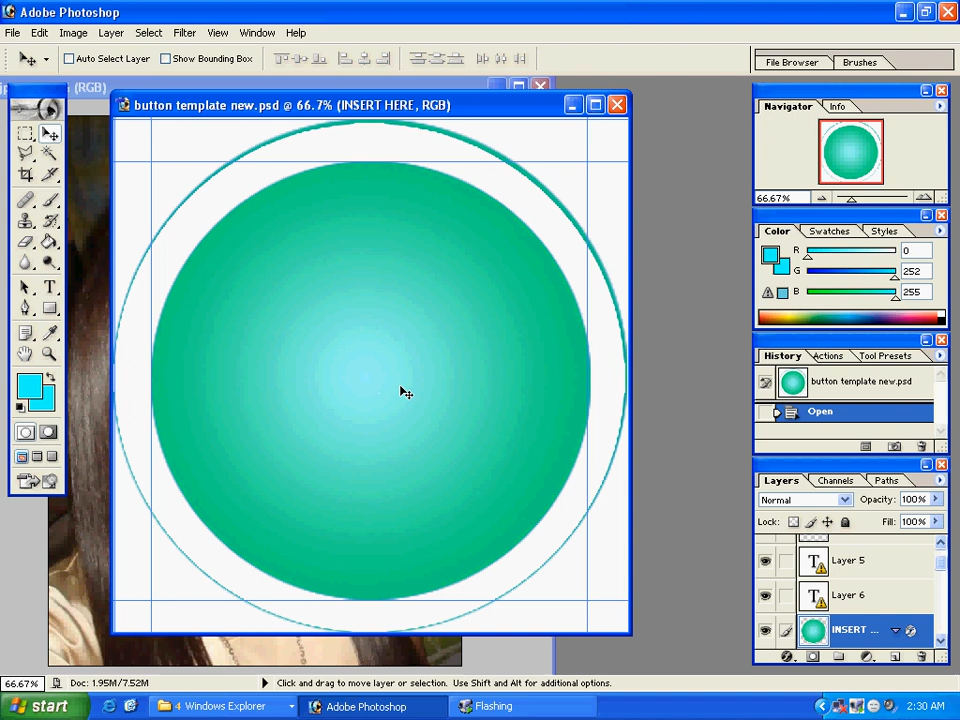 Adobe Photoshop
File Edit Image Layer Select Filter View Window Help
Auto Select Layer Show Bounding Box File Browser Brushes
(RGB)
button template new.psd @ 66.7% (INSERT HERE, RGB)
Navigator Info
66.67%
Color Swatches Styles
R 0
G 252
B 255
History Actions Tool Presets
button template new.psd
Open
Layers Channels Paths
Normal Opacity: 100%
Lock: Fill: 100%
T Layer 5
T Layer 6
INSERT ...
66.67% Doc: 1.95M/7.52M Click and drag to move layer or selection. Use Shift and Alt for additional options.
start 4 Windows Explorer Adobe Photoshop Flashing 2:30 AM